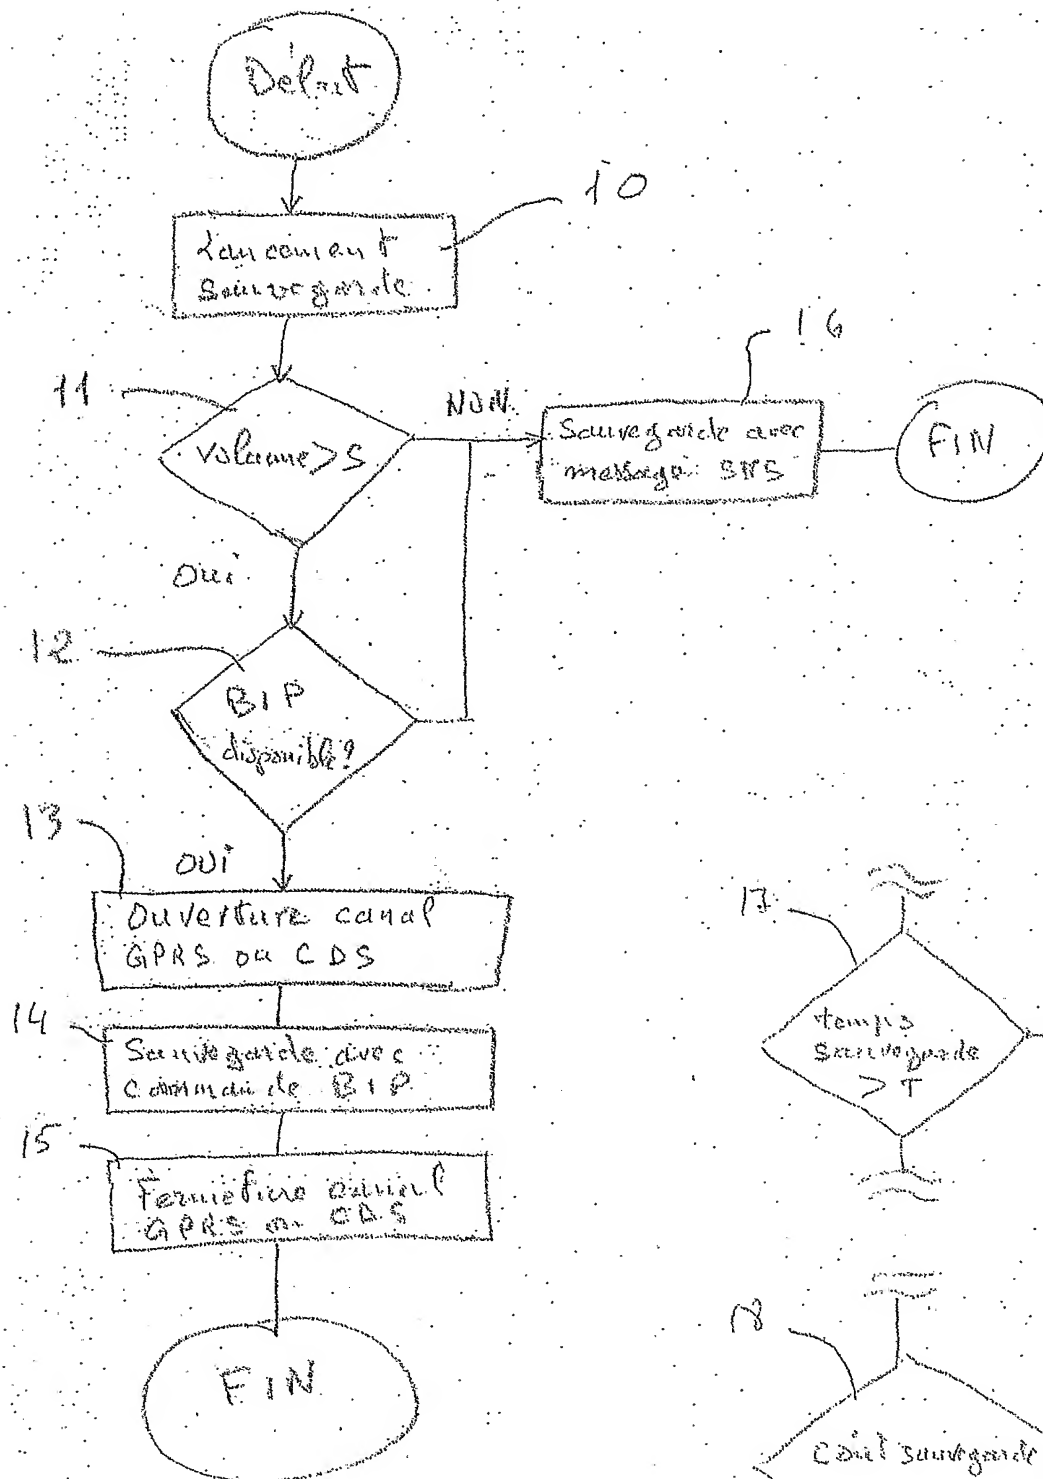 Début
10
Lancement
Sauvegarde
16
11
NON.
Volume > S
Sauvegarde avec
message SMS
FIN
OUI
12
BIP
disponible?
13
OUI
Ouverture canal
GPRS ou CDS
17
14
temps
sauvegarde
> T
Sauvegarde avec
commande BIP
15
Fermeture canal
GPRS ou CDS
18
FIN
Coût sauvegarde